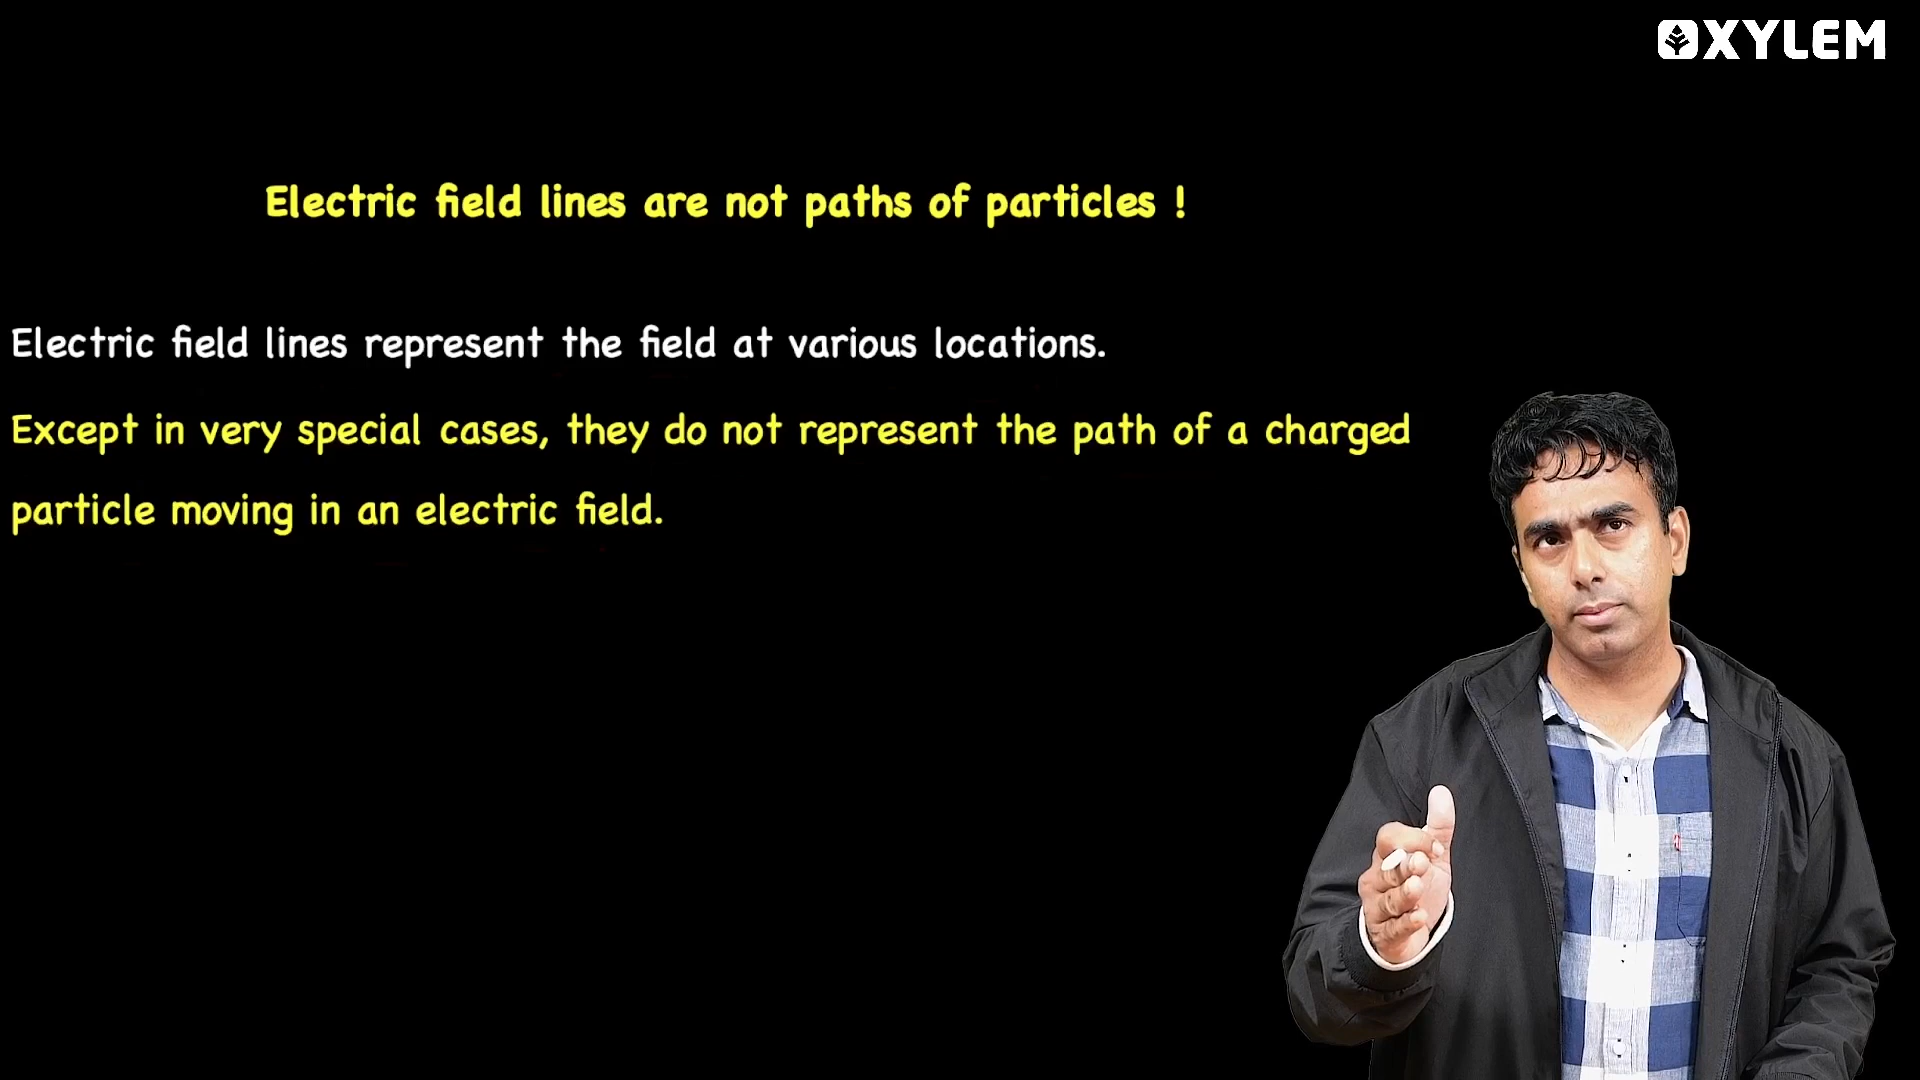 XYLEM
Electric field lines are not paths of particles !
Electric field lines represent the field at various locations.
Except in very special cases, they do not represent the path of a charged
particle moving in an electric field.